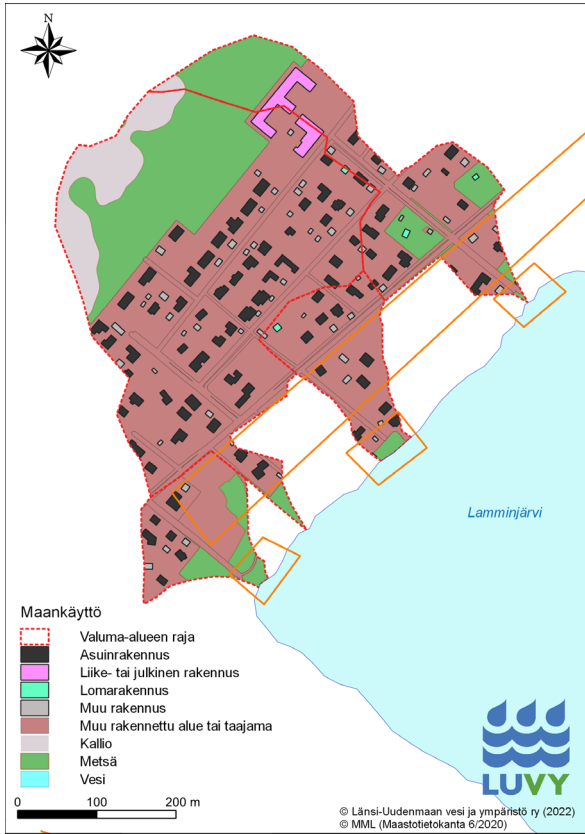 N
Lamminjärvi
Maankäyttö
Valuma-alueen raja
Asuinrakennus
Liike- tai julkinen rakennus
Lomarakennus
Muu rakennus
Muu rakennettu alue tai taajama
Kallio
Metsä
Vesi
0 100 200 m
LUVY
© Länsi-Uudenmaan vesi ja ympäristö ry (2022)
© MML (Maastotietokanta 6/2020)